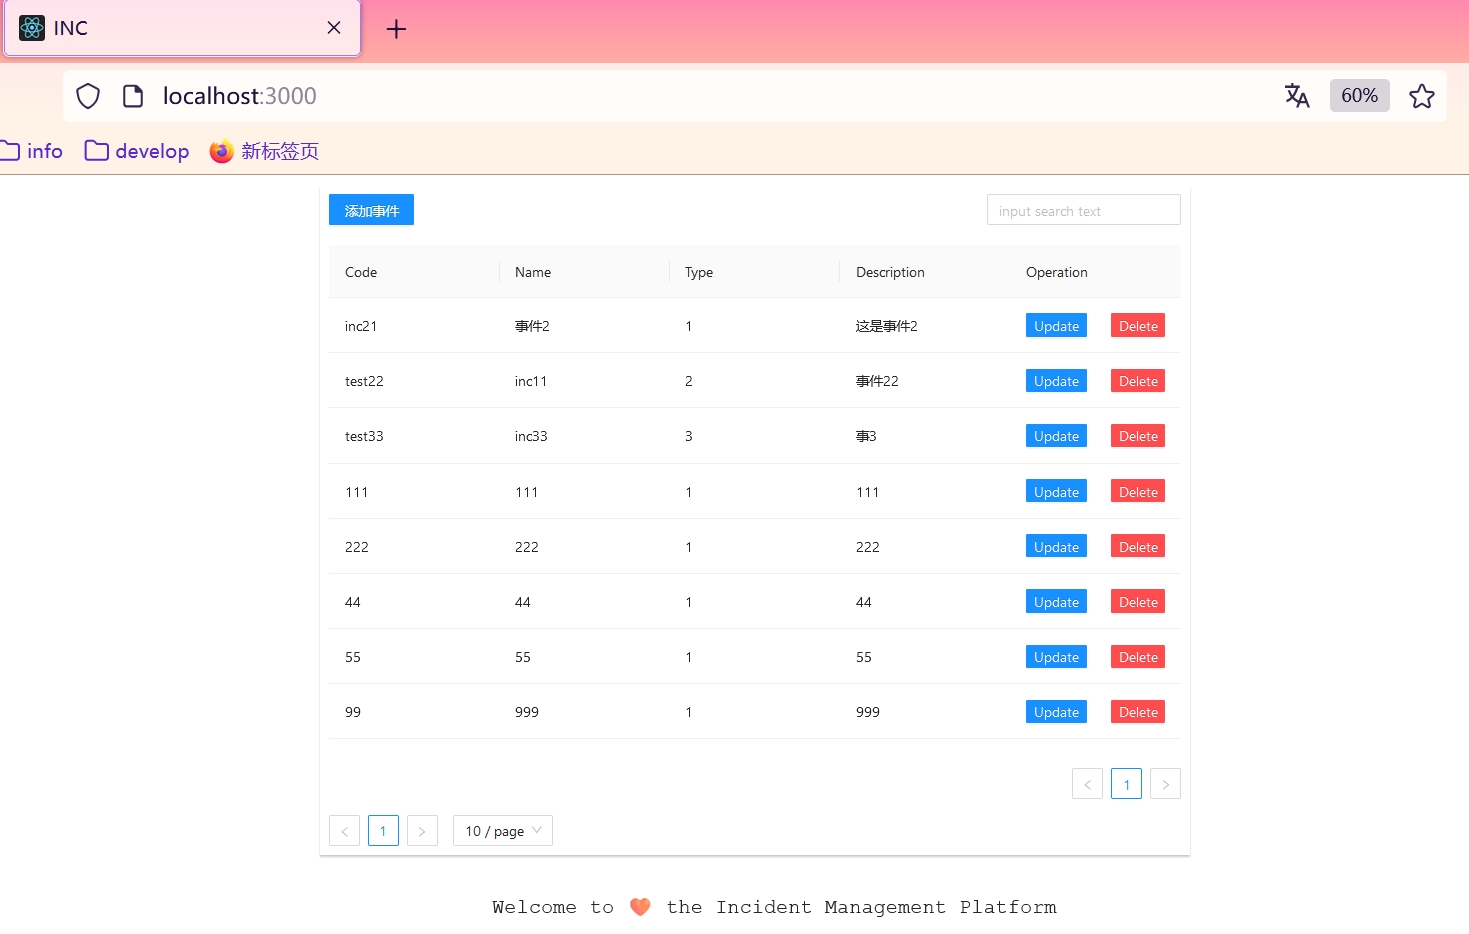 INC
localhost:3000
60%
info develop 新标签页
添加事件 input search text
Code Name Type Description Operation
inc21 事件2 1 这是事件2 Update Delete
test22 inc11 2 事件22 Update Delete
test33 inc33 3 事3 Update Delete
111 111 1 111 Update Delete
222 222 1 222 Update Delete
44 44 1 44 Update Delete
55 55 1 55 Update Delete
99 999 1 999 Update Delete
< 1 >
< 1 > 10 / page
Welcome to ❤ the Incident Management Platform